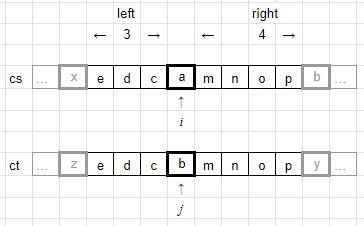 left right
← 3 → ← 4 →
cs ... x e d c a m n o p b ...
↑
i
ct ... z e d c b m n o p y ...
↑
j